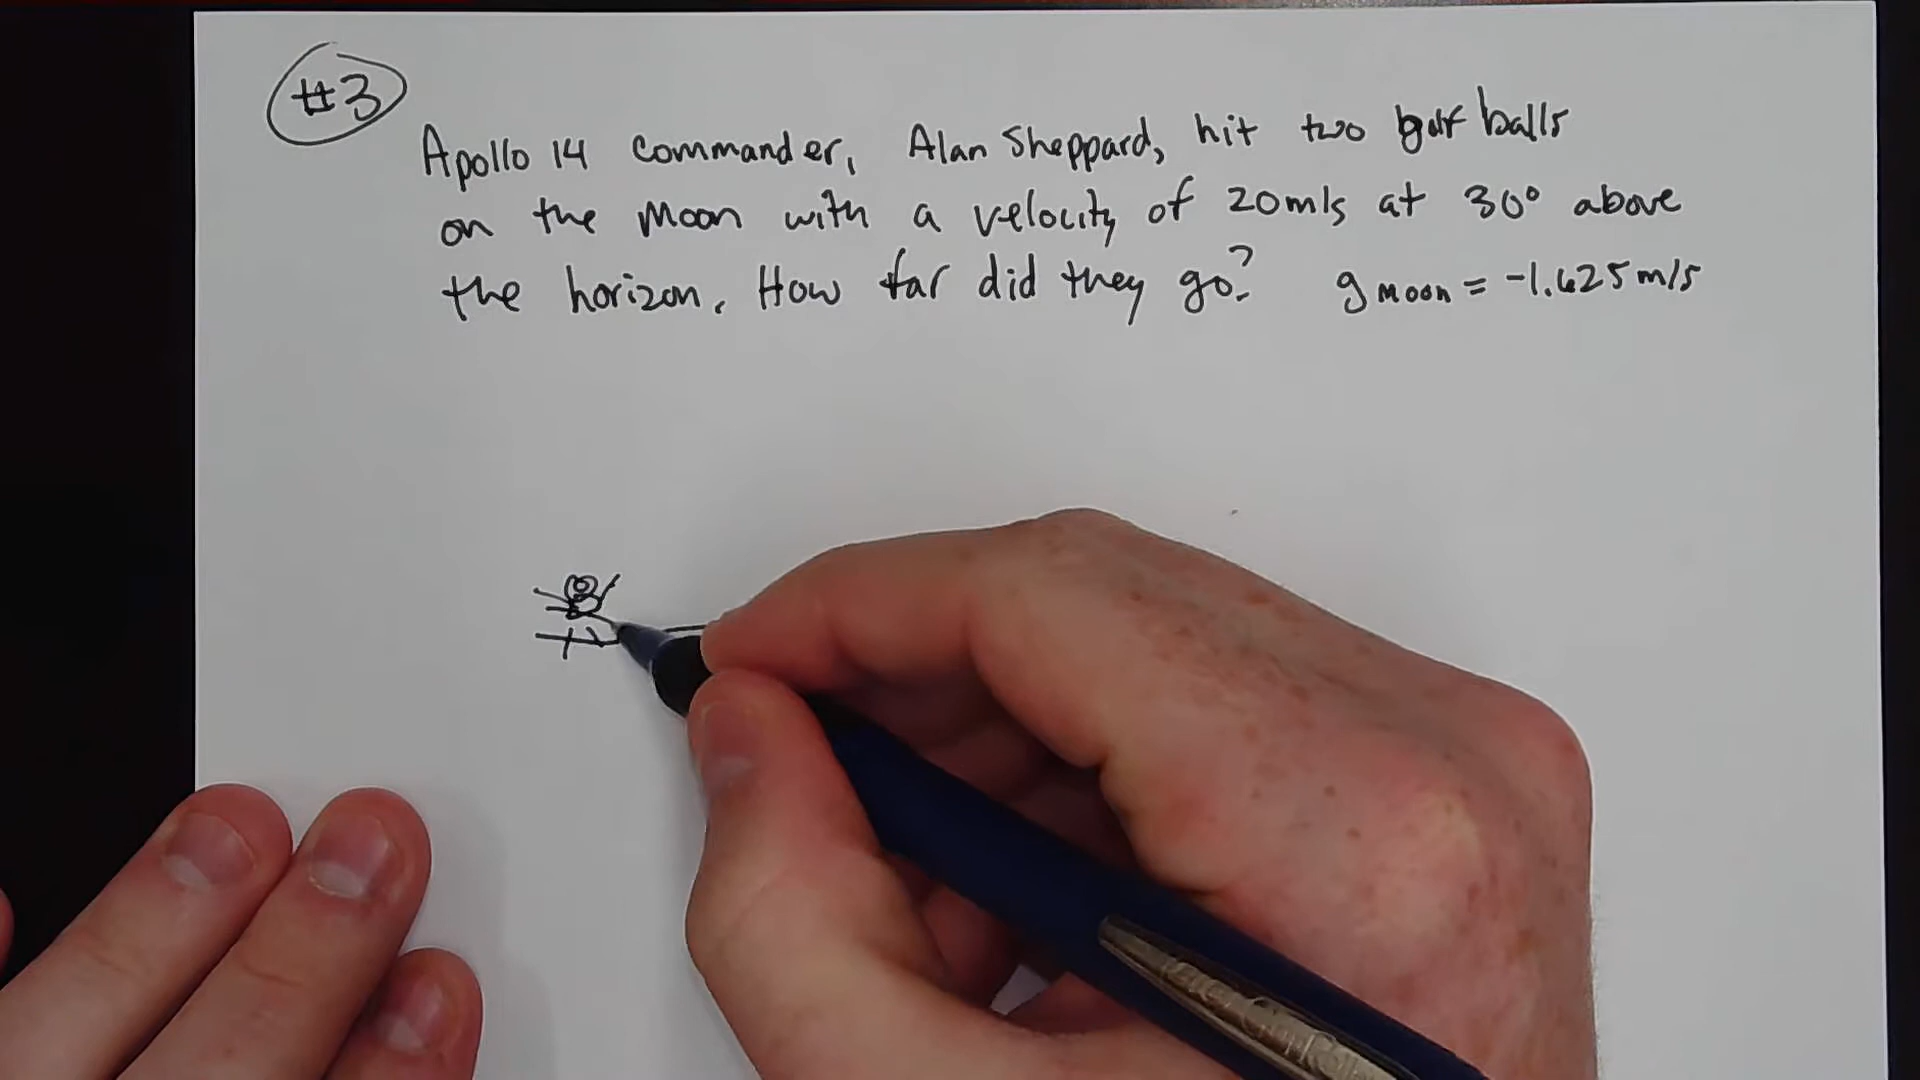 #3
Apollo 14 commander, Alan Sheppard, hit two golf balls
on the Moon with a velocity of 20m/s at 30° above
the horizon. How far did they go? g moon = -1.625 m/s